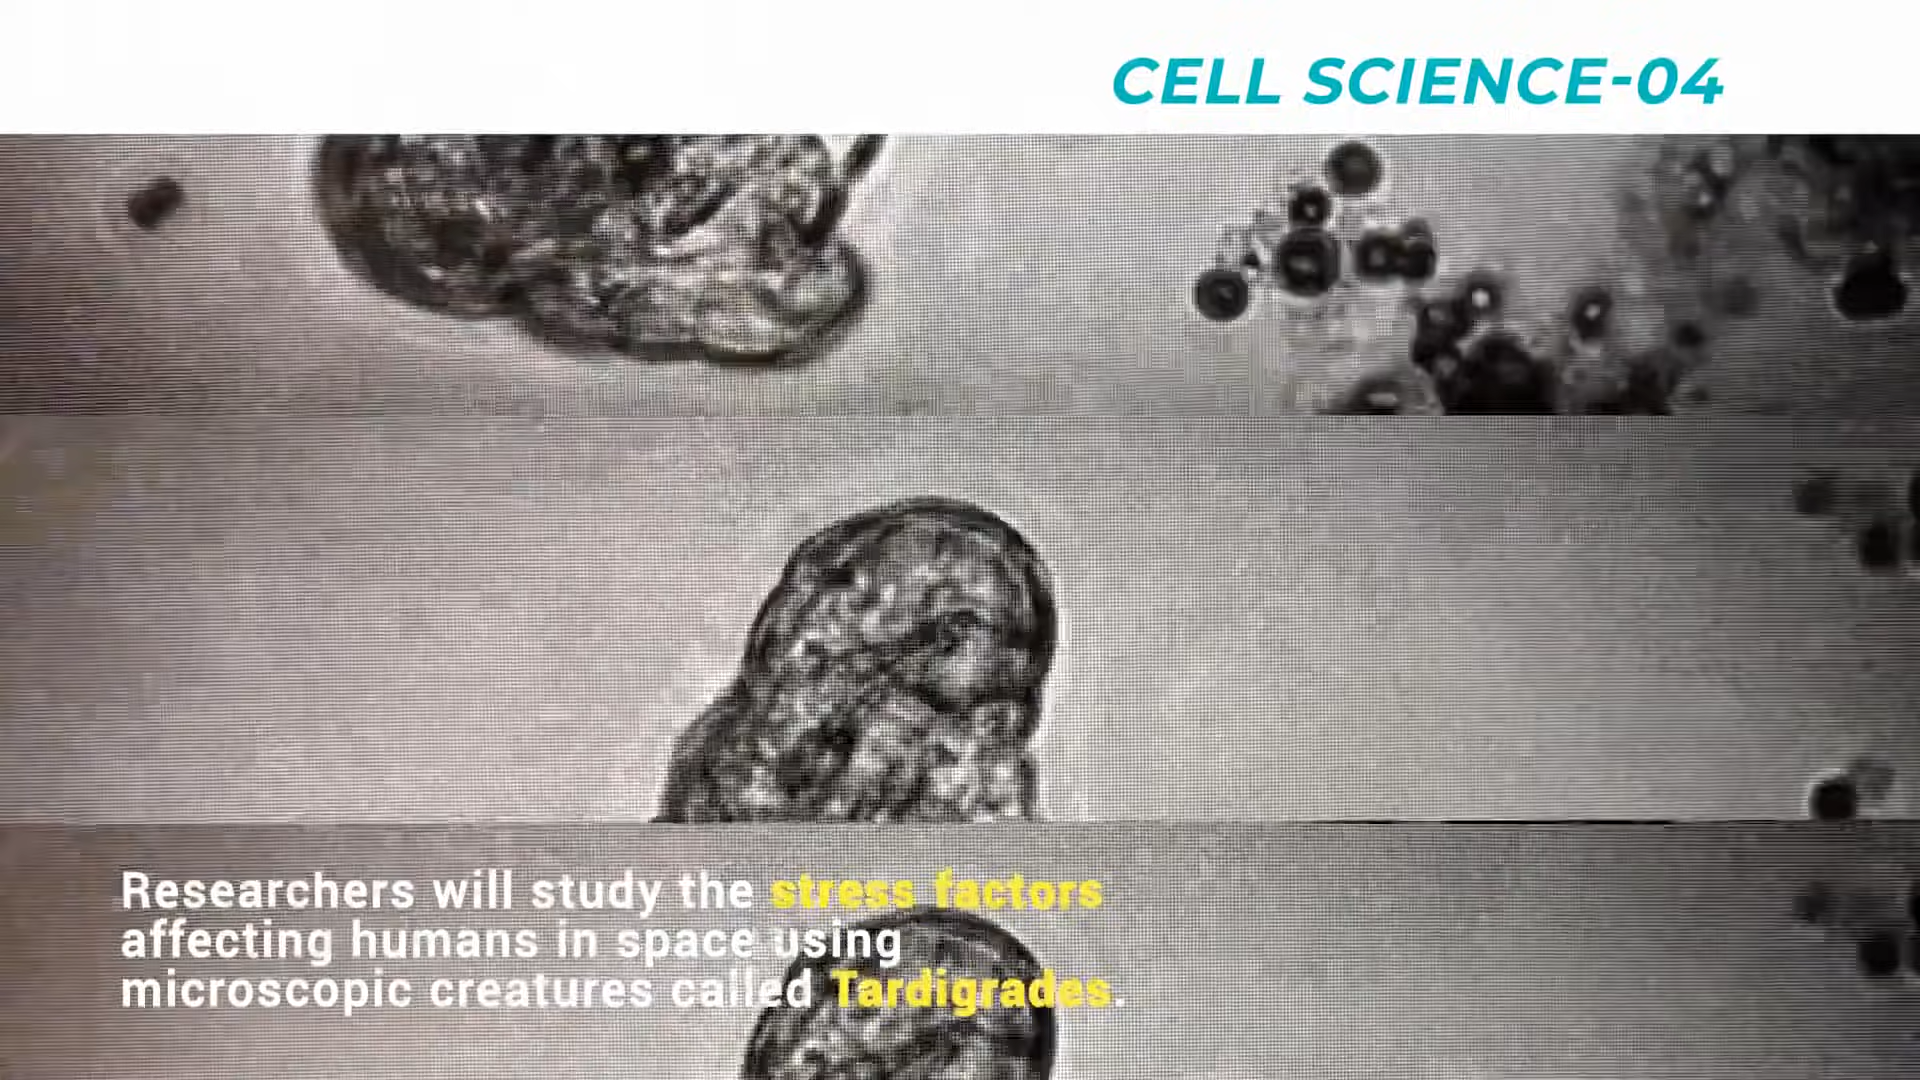 CELL SCIENCE-04
Researchers will study the stress factors
affecting humans in space using
microscopic creatures called Tardigrades.